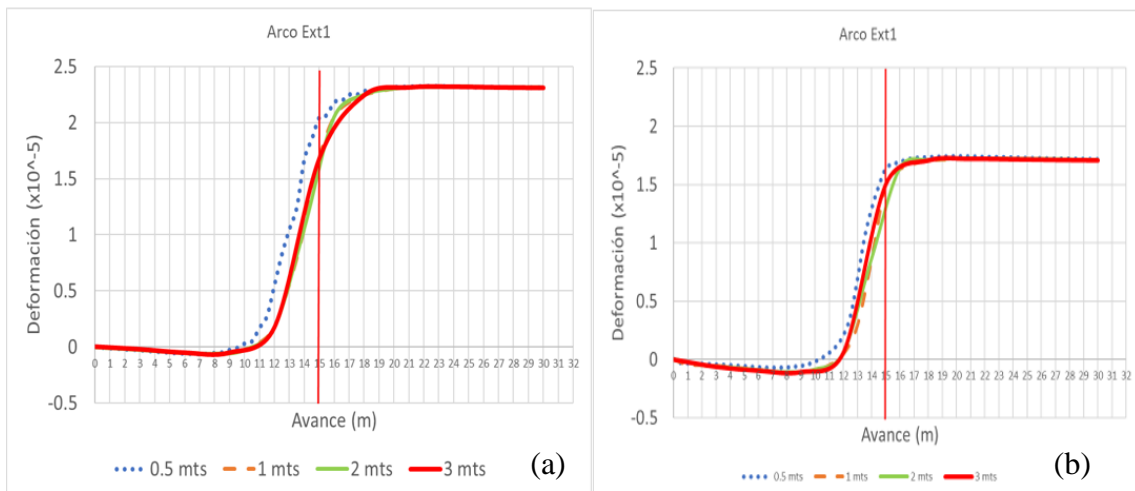 Arco Ext1
2.5
2
1.5
1
0.5
0
-0.5
Deformación (x10^-5)
0 1 2 3 4 5 6 7 8 9 10 11 12 13 14 15 16 17 18 19 20 21 22 23 24 25 26 27 28 29 30 31 32
Avance (m)
0.5 mts 1 mts 2 mts 3 mts
(a)
Arco Ext1
2.5
2
1.5
1
0.5
0
-0.5
Deformación (x10^-5)
0 1 2 3 4 5 6 7 8 9 10 11 12 13 14 15 16 17 18 19 20 21 22 23 24 25 26 27 28 29 30 31 32
Avance (m)
0.5 mts 1 mts 2 mts 3 mts
(b)